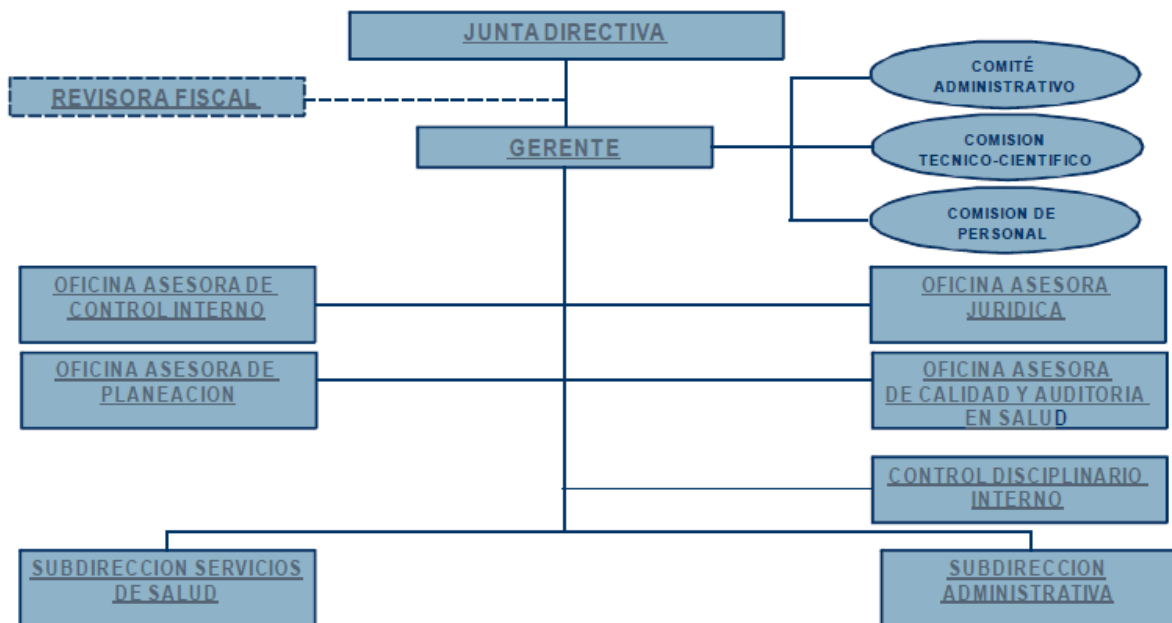 JUNTA DIRECTIVA
REVISORA FISCAL
GERENTE
COMITÉ
ADMINISTRATIVO
COMISION
TECNICO-CIENTIFICO
COMISION DE
PERSONAL
OFICINA ASESORA DE
CONTROL INTERNO
OFICINA ASESORA
JURIDICA
OFICINA ASESORA DE
PLANEACION
OFICINA ASESORA
DE CALIDAD Y AUDITORIA
EN SALUD
CONTROL DISCIPLINARIO
INTERNO
SUBDIRECCION SERVICIOS
DE SALUD
SUBDIRECCION
ADMINISTRATIVA